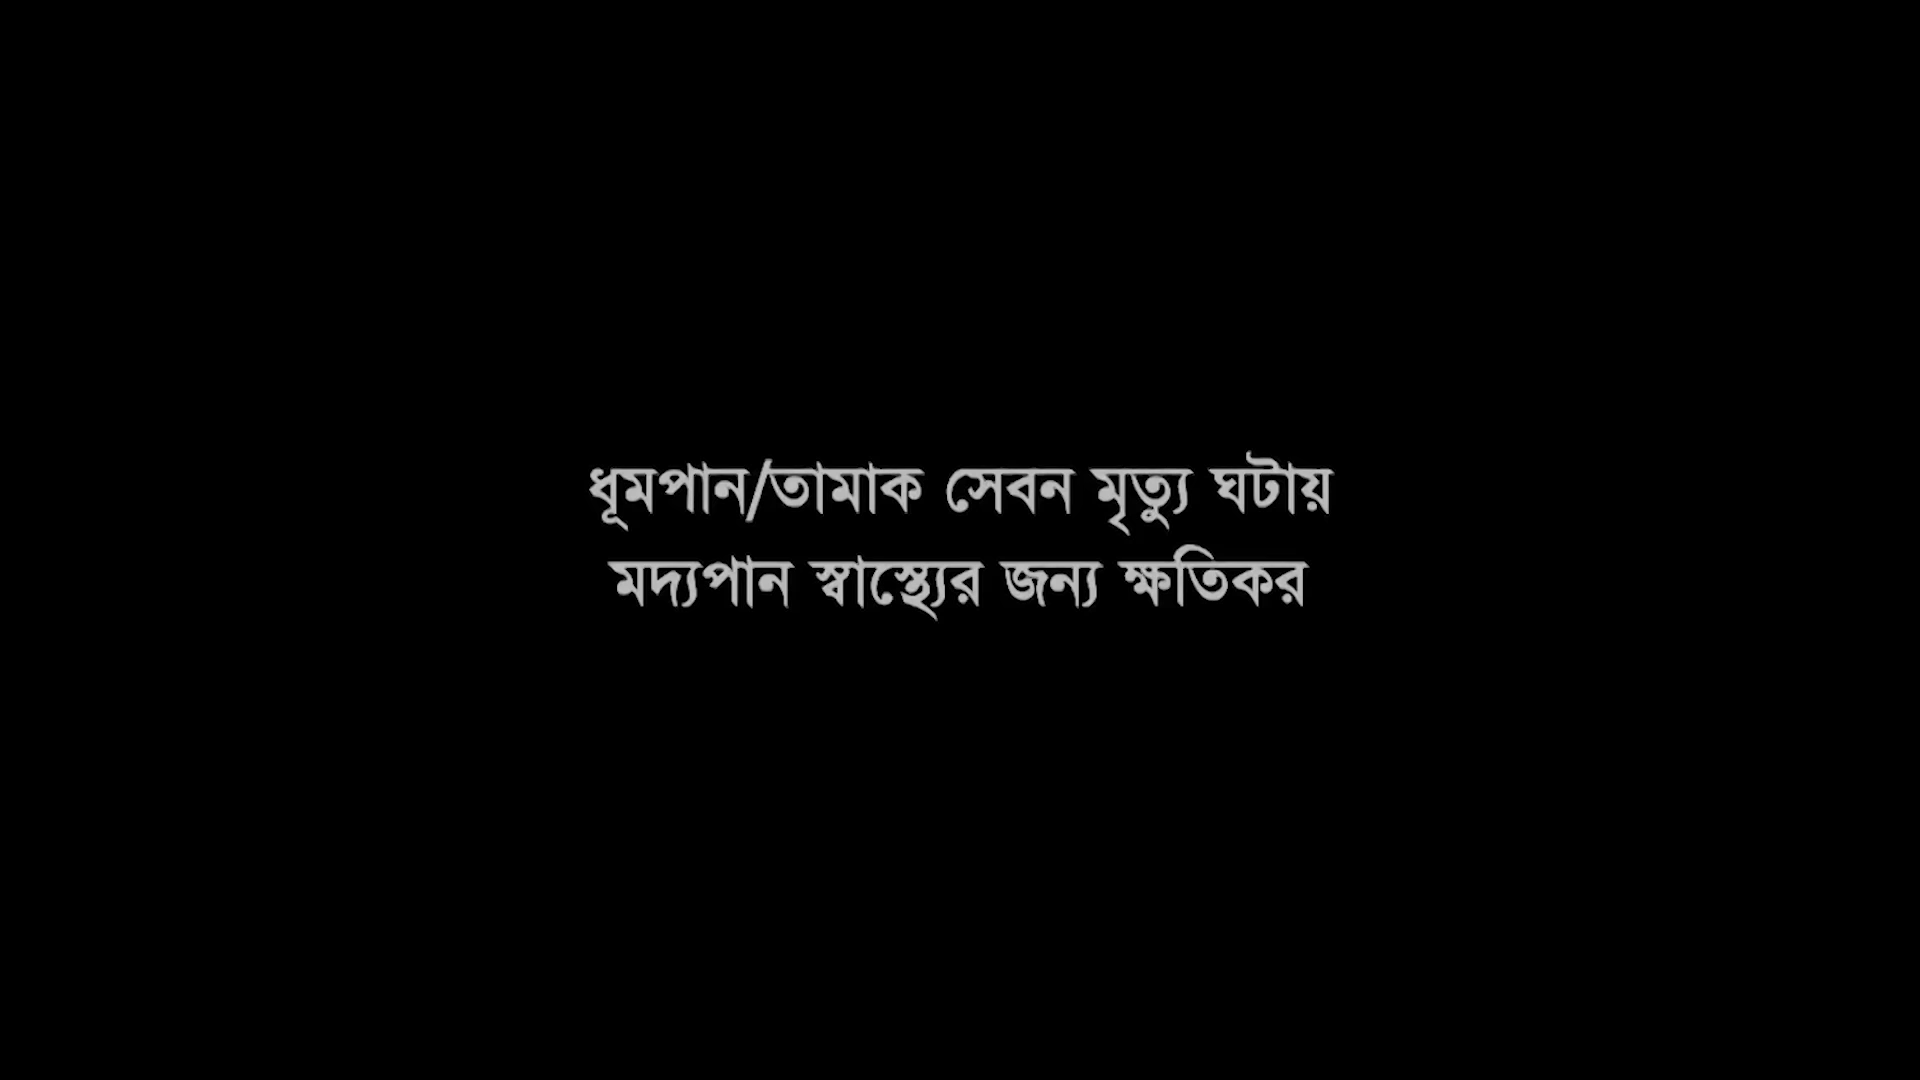 ধূমপান/তামাক সেবন মৃত্যু ঘটায়
মদ্যপান স্বাস্থ্যের জন্য ক্ষতিকর